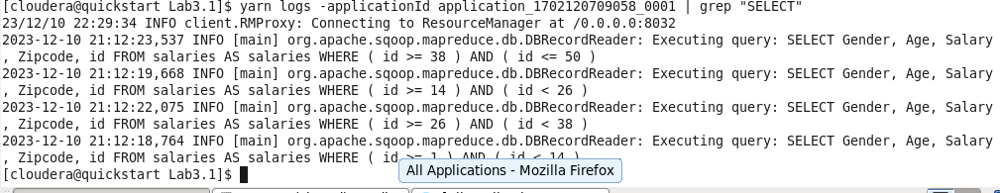 [cloudera@quickstart Lab3.1]$ yarn logs -applicationId application_1702120709058_0001 | grep "SELECT"
23/12/10 22:29:34 INFO client.RMProxy: Connecting to ResourceManager at /0.0.0.0:8032
2023-12-10 21:12:23,537 INFO [main] org.apache.sqoop.mapreduce.db.DBRecordReader: Executing query: SELECT Gender, Age, Salary
, Zipcode, id FROM salaries AS salaries WHERE ( id >= 38 ) AND ( id <= 50 )
2023-12-10 21:12:19,668 INFO [main] org.apache.sqoop.mapreduce.db.DBRecordReader: Executing query: SELECT Gender, Age, Salary
, Zipcode, id FROM salaries AS salaries WHERE ( id >= 14 ) AND ( id < 26 )
2023-12-10 21:12:22,075 INFO [main] org.apache.sqoop.mapreduce.db.DBRecordReader: Executing query: SELECT Gender, Age, Salary
, Zipcode, id FROM salaries AS salaries WHERE ( id >= 26 ) AND ( id < 38 )
2023-12-10 21:12:18,764 INFO [main] org.apache.sqoop.mapreduce.db.DBRecordReader: Executing query: SELECT Gender, Age, Salary
, Zipcode, id FROM salaries AS salaries WHERE ( id >= 1 ) AND ( id < 14 )
[cloudera@quickstart Lab3.1]$
All Applications - Mozilla Firefox